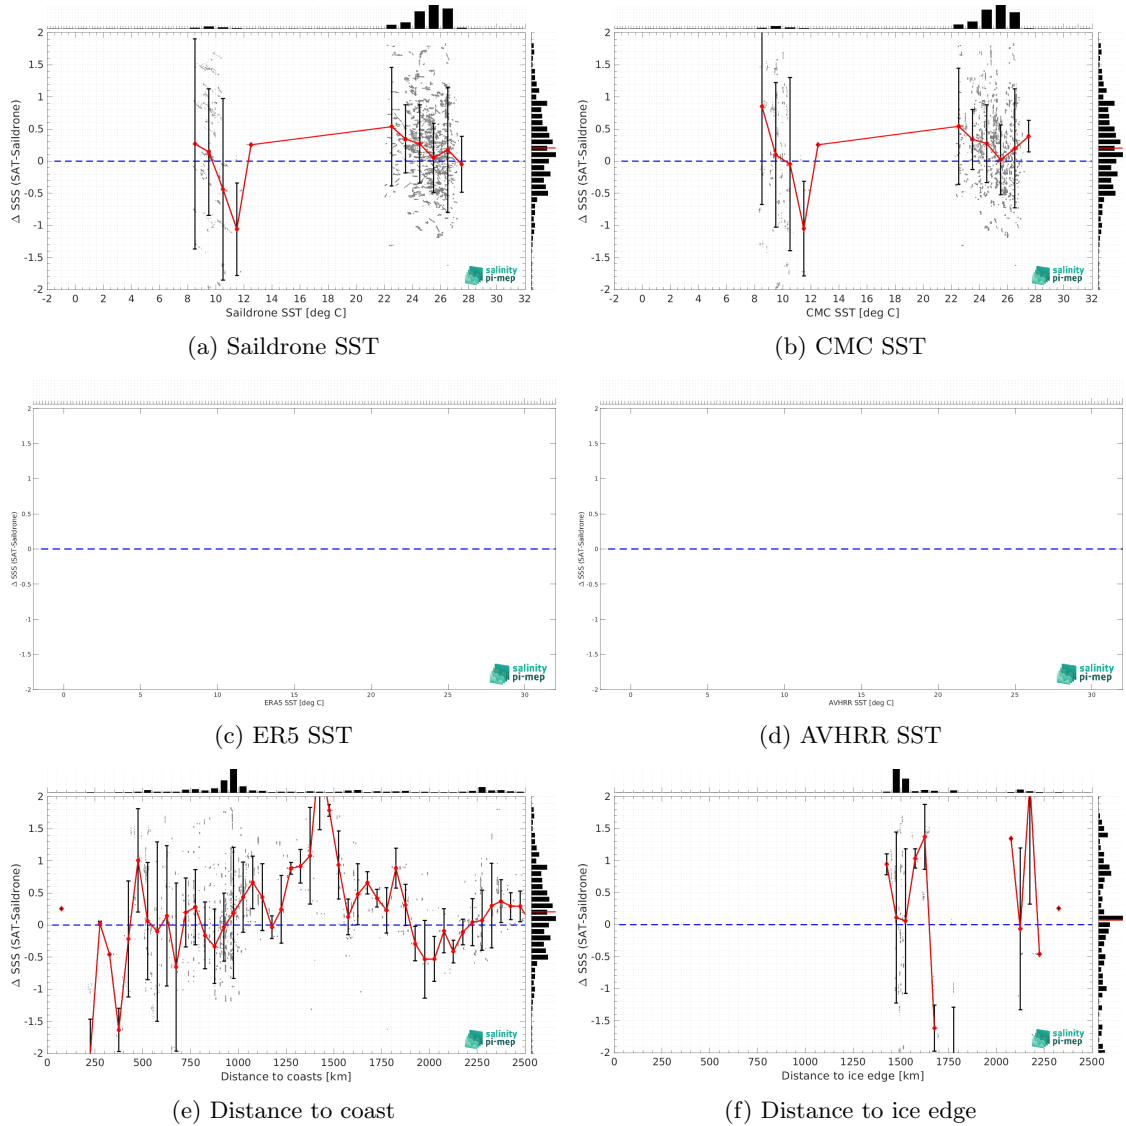 2
1.5
1
0.5
0
-0.5
-1
-1.5
-2
Δ SSS (SAT-Saildrone)
-2 0 2 4 6 8 10 12 14 16 18 20 22 24 26 28 30 32
Saildrone SST [deg C]
salinity
pi-mep
(a) Saildrone SST
2
1.5
1
0.5
0
-0.5
-1
-1.5
-2
Δ SSS (SAT-Saildrone)
-2 0 2 4 6 8 10 12 14 16 18 20 22 24 26 28 30 32
CMC SST [deg C]
salinity
pi-mep
(b) CMC SST
2
1.5
1
0.5
0
-0.5
-1
-1.5
-2
Δ SSS (SAT-Saildrone)
0 5 10 15 20 25 30
ERA5 SST [deg C]
salinity
pi-mep
(c) ER5 SST
2
1.5
1
0.5
0
-0.5
-1
-1.5
-2
Δ SSS (SAT-Saildrone)
0 5 10 15 20 25 30
AVHRR SST [deg C]
salinity
pi-mep
(d) AVHRR SST
2
1.5
1
0.5
0
-0.5
-1
-1.5
-2
Δ SSS (SAT-Saildrone)
0 250 500 750 1000 1250 1500 1750 2000 2250 2500
Distance to coasts [km]
salinity
pi-mep
(e) Distance to coast
2
1.5
1
0.5
0
-0.5
-1
-1.5
-2
Δ SSS (SAT-Saildrone)
0 250 500 750 1000 1250 1500 1750 2000 2250 2500
Distance to ice edge [km]
salinity
pi-mep
(f) Distance to ice edge